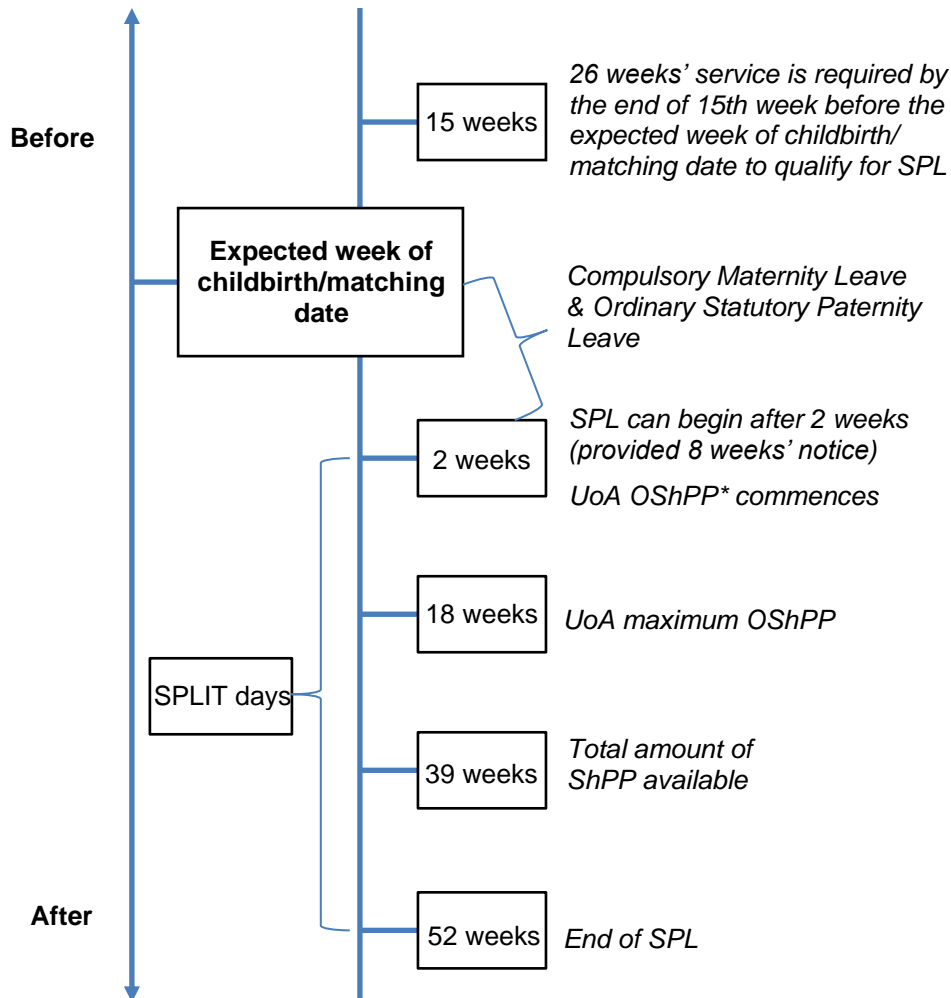 Before
15 weeks
26 weeks’ service is required by
the end of 15th week before the
expected week of childbirth/
matching date to qualify for SPL
Expected week of
childbirth/matching
date
Compulsory Maternity Leave
& Ordinary Statutory Paternity
Leave
2 weeks
SPL can begin after 2 weeks
(provided 8 weeks’ notice)
UoA OShPP* commences
18 weeks
UoA maximum OShPP
SPLIT days
39 weeks
Total amount of
ShPP available
After
52 weeks
End of SPL